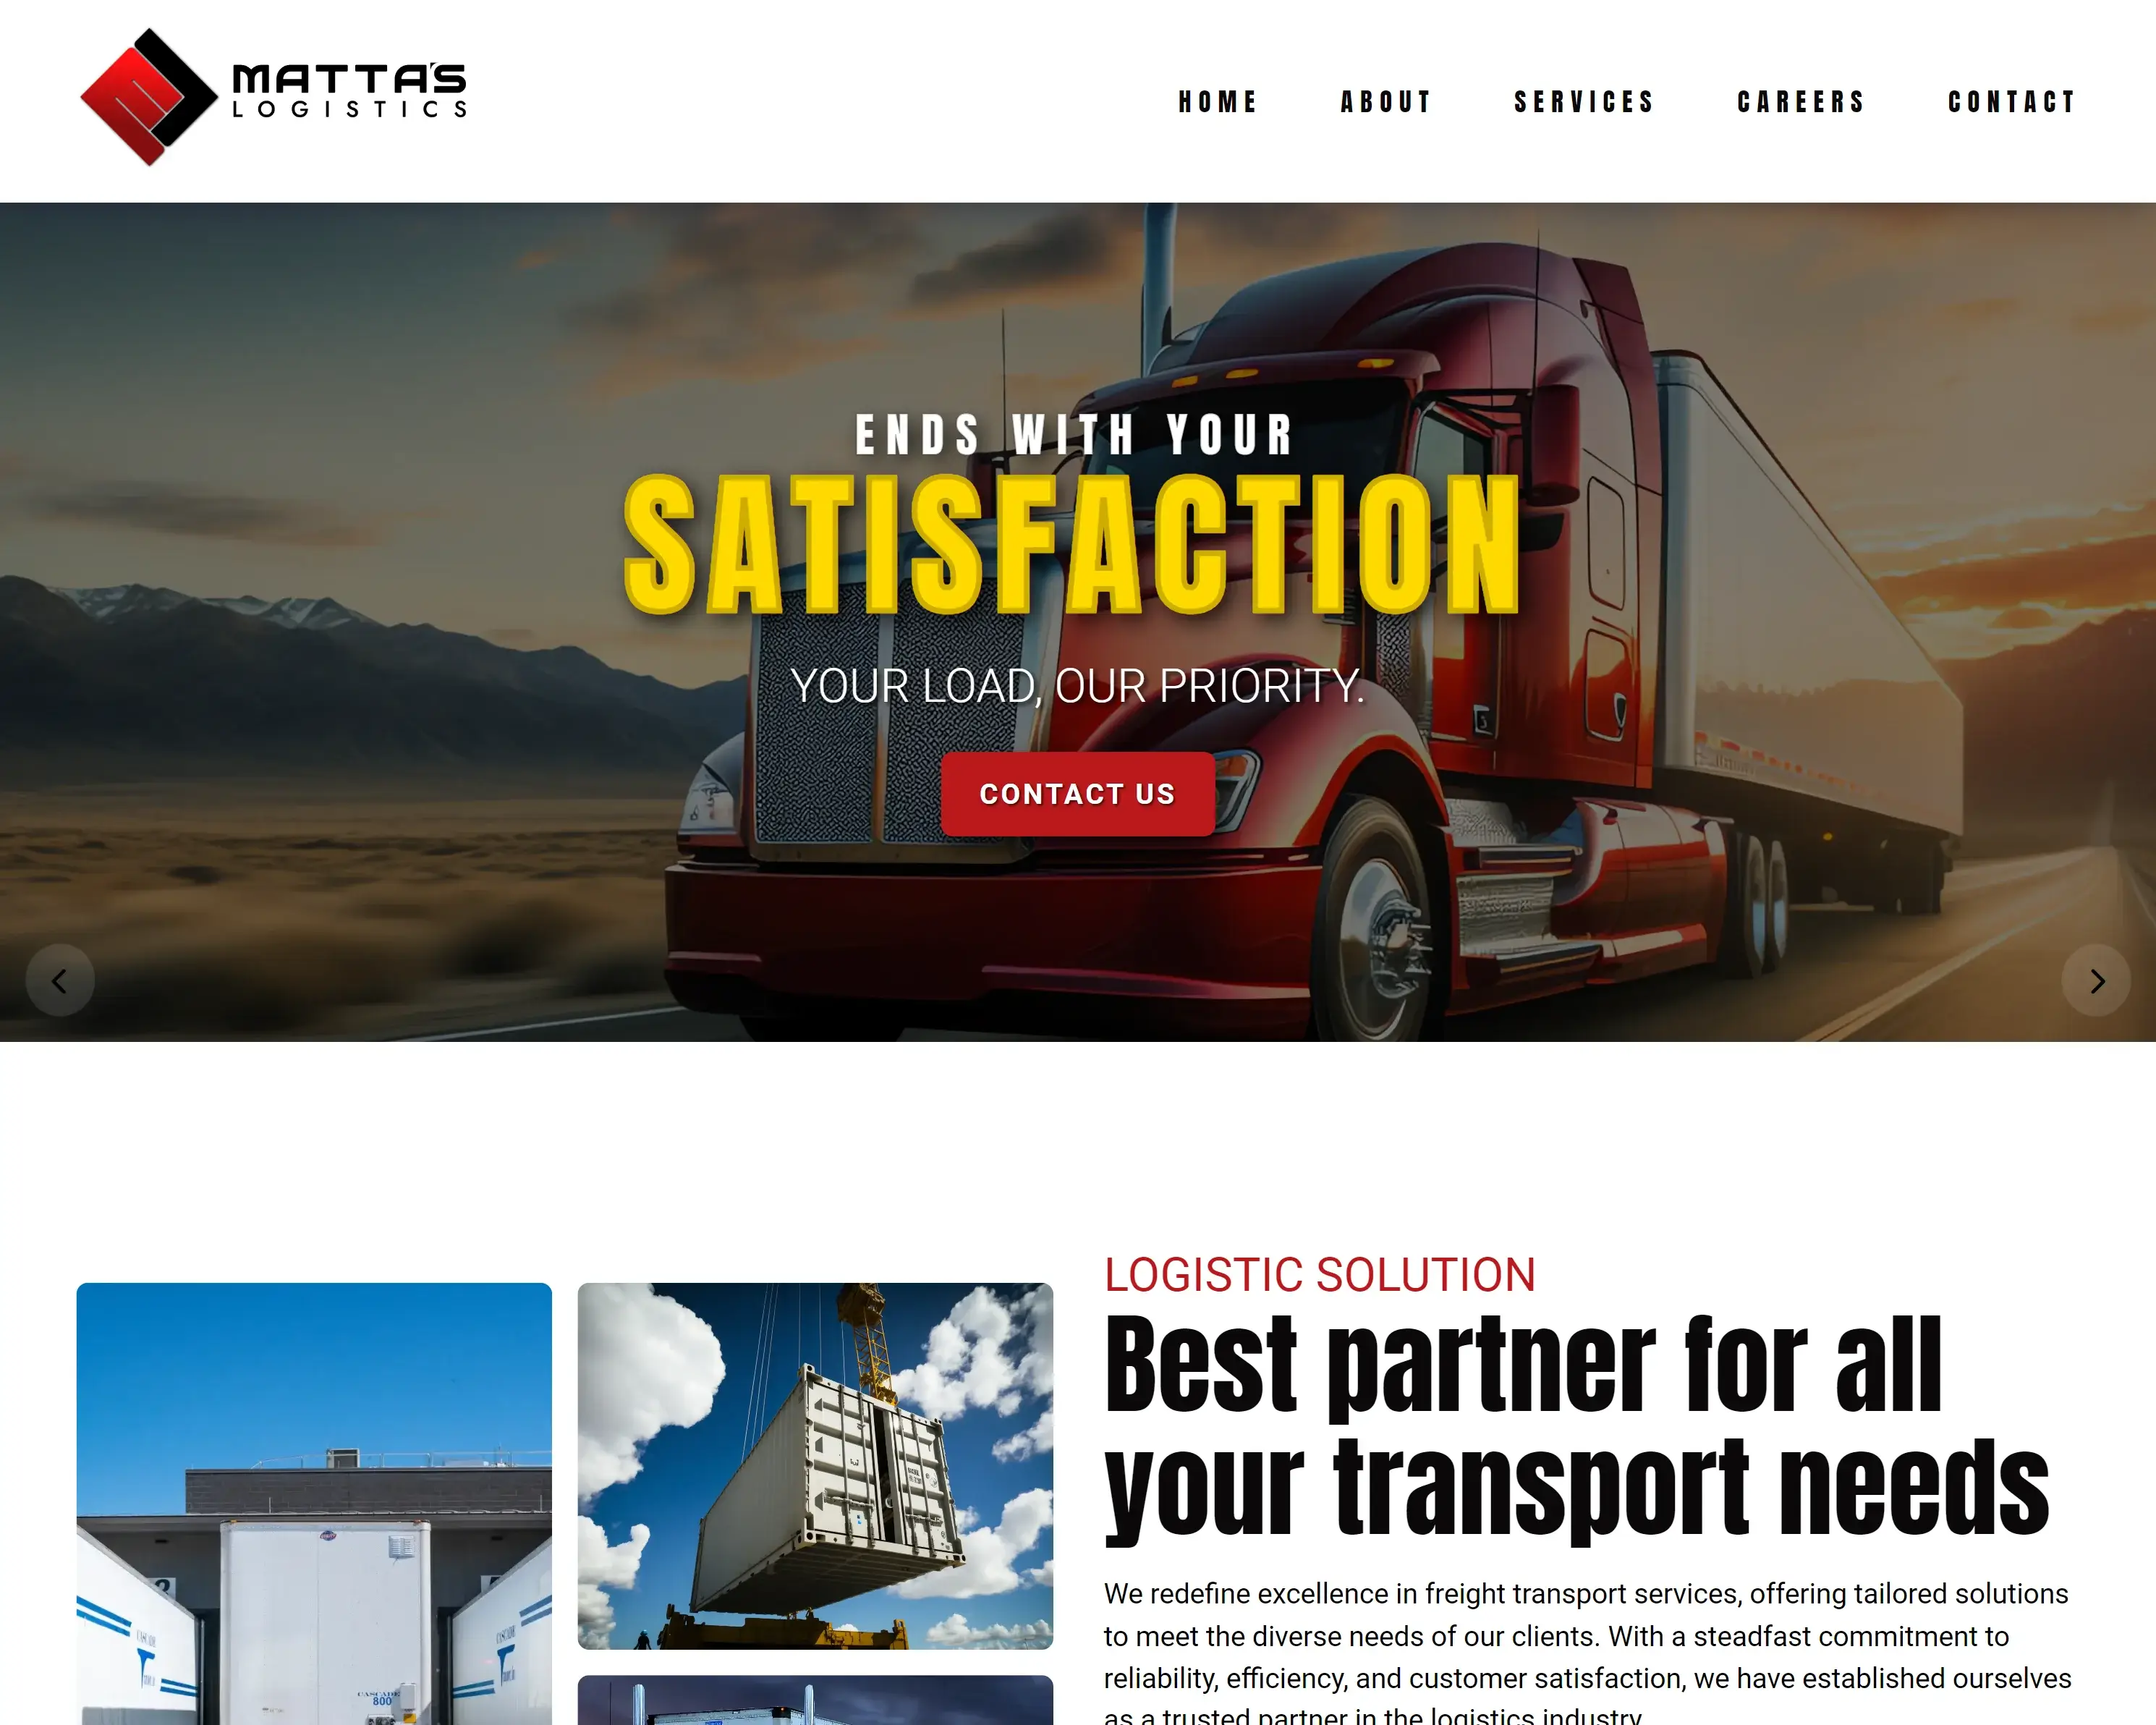 MATTA'S
LOGISTICS
HOME ABOUT SERVICES CAREERS CONTACT
ENDS WITH YOUR
SATISFACTION
YOUR LOAD, OUR PRIORITY.
CONTACT US
LOGISTIC SOLUTION
Best partner for all
your transport needs
We redefine excellence in freight transport services, offering tailored solutions
to meet the diverse needs of our clients. With a steadfast commitment to
reliability, efficiency, and customer satisfaction, we have established ourselves
as a trusted partner in the logistics industry.
CASCADE
800